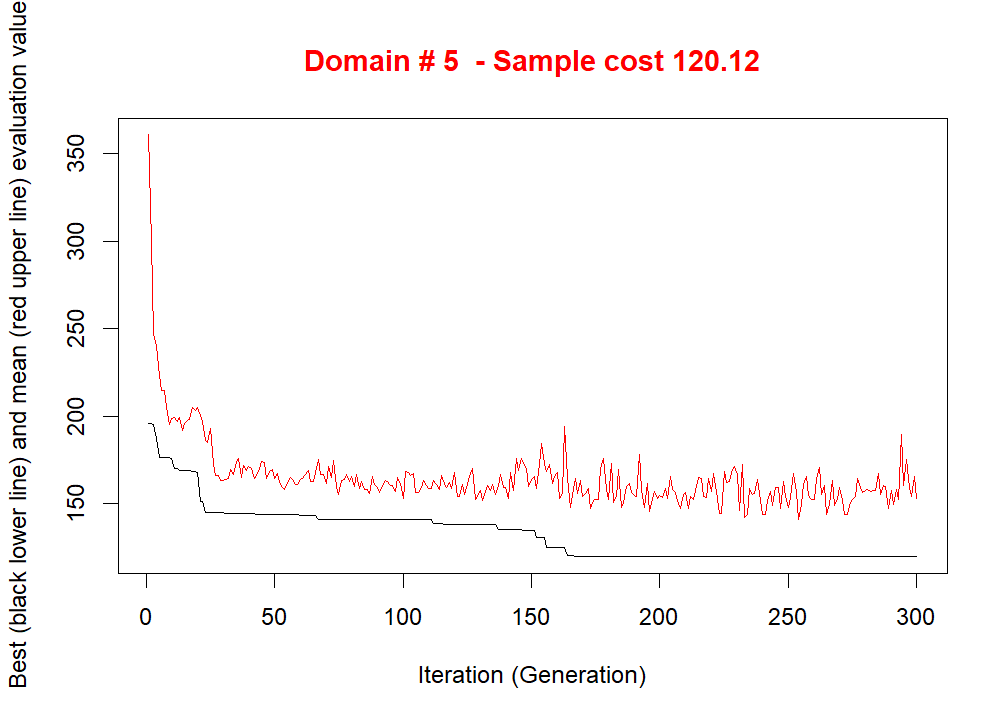 Domain # 5  - Sample cost 120.12
Best (black lower line) and mean (red upper line) evaluation value
350
300
250
200
150
0 50 100 150 200 250 300
Iteration (Generation)